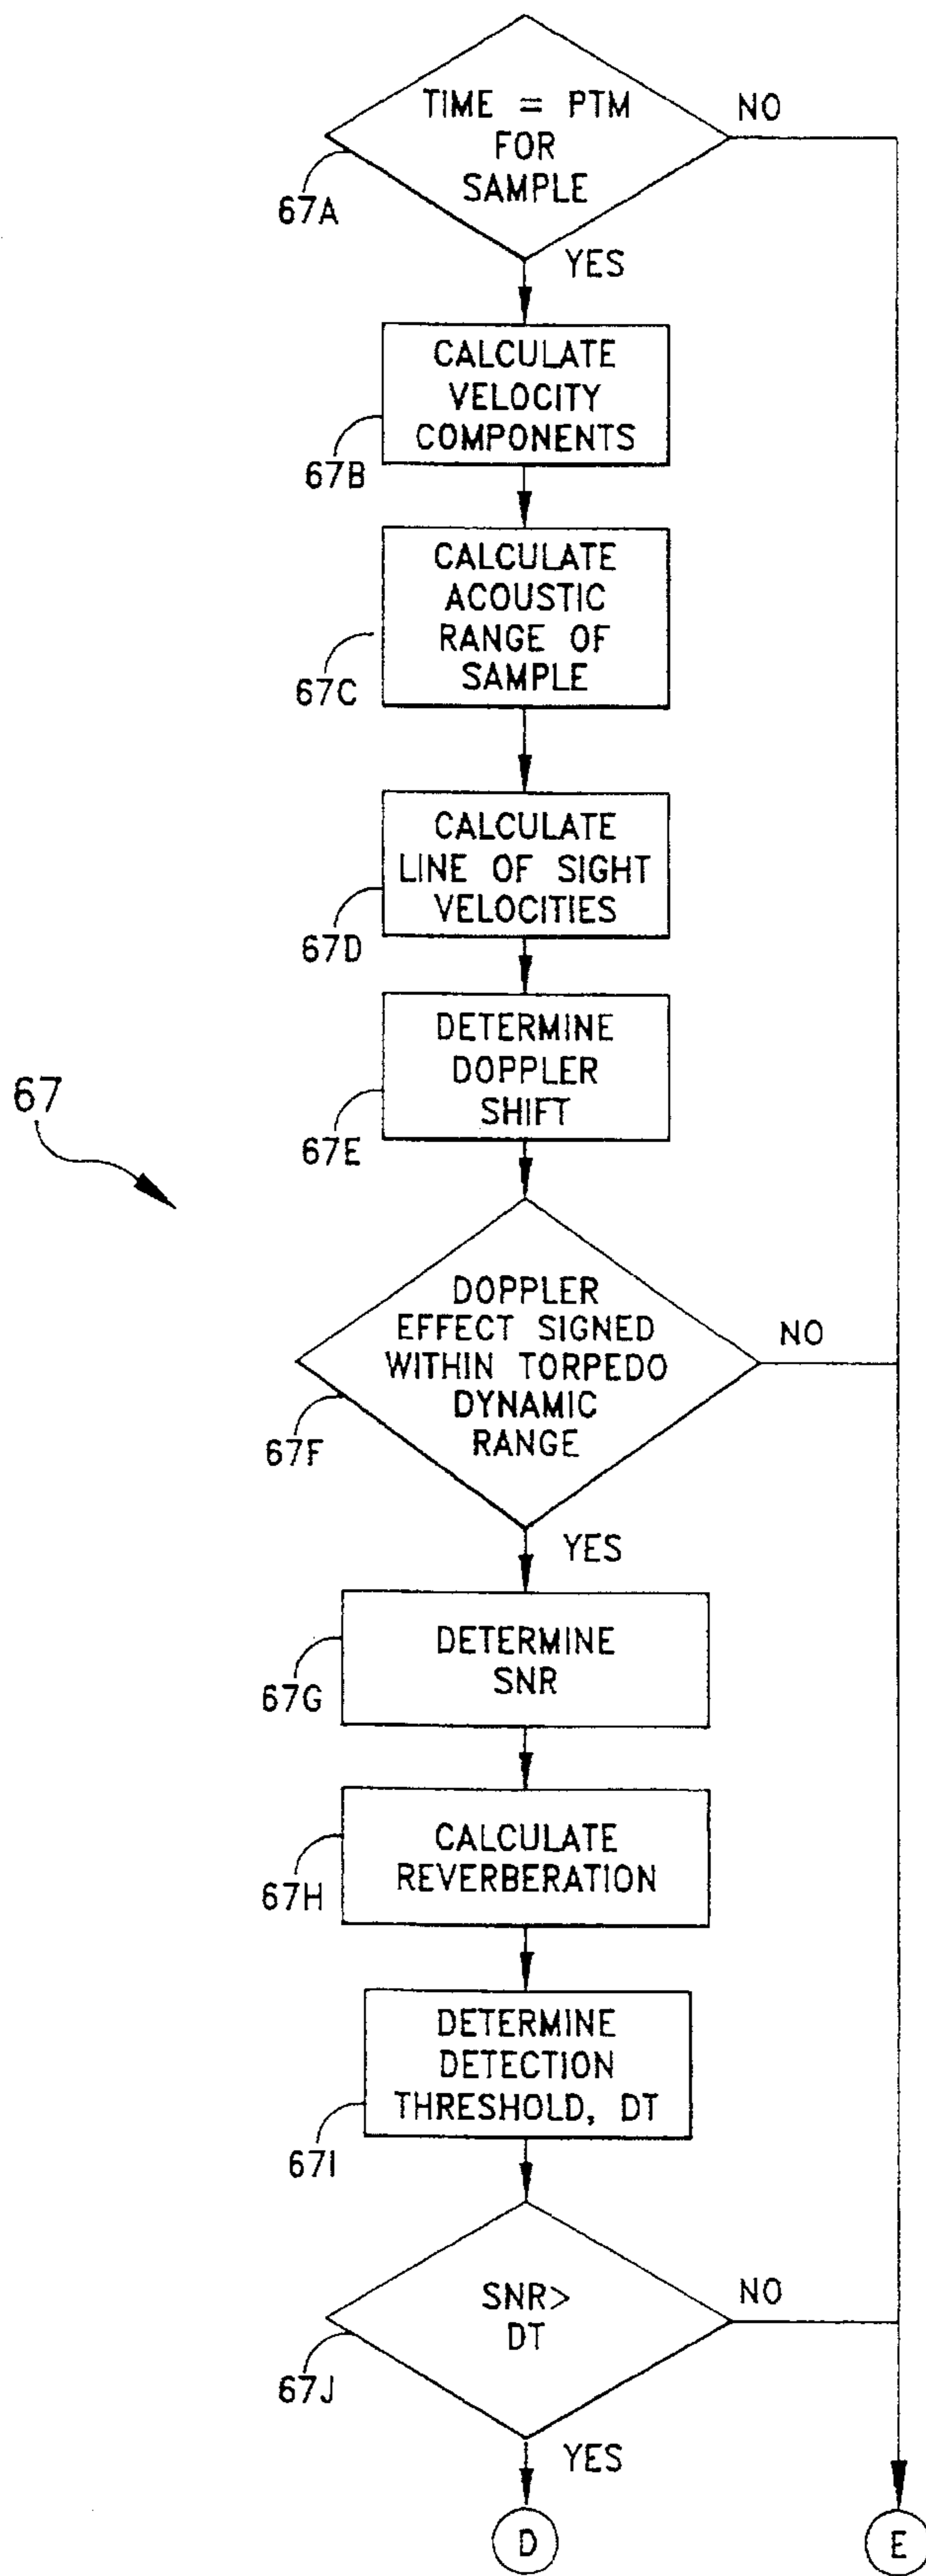 TIME = PTM
FOR
SAMPLE
NO
67A
YES
CALCULATE
VELOCITY
COMPONENTS
67B
CALCULATE
ACOUSTIC
RANGE OF
SAMPLE
67C
CALCULATE
LINE OF SIGHT
VELOCITIES
67D
DETERMINE
DOPPLER
SHIFT
67E
67
DOPPLER
EFFECT SIGNED
WITHIN TORPEDO
DYNAMIC
RANGE
NO
67F
YES
DETERMINE
SNR
67G
CALCULATE
REVERBERATION
67H
DETERMINE
DETECTION
THRESHOLD, DT
67I
SNR>
DT
NO
67J
YES
D
E